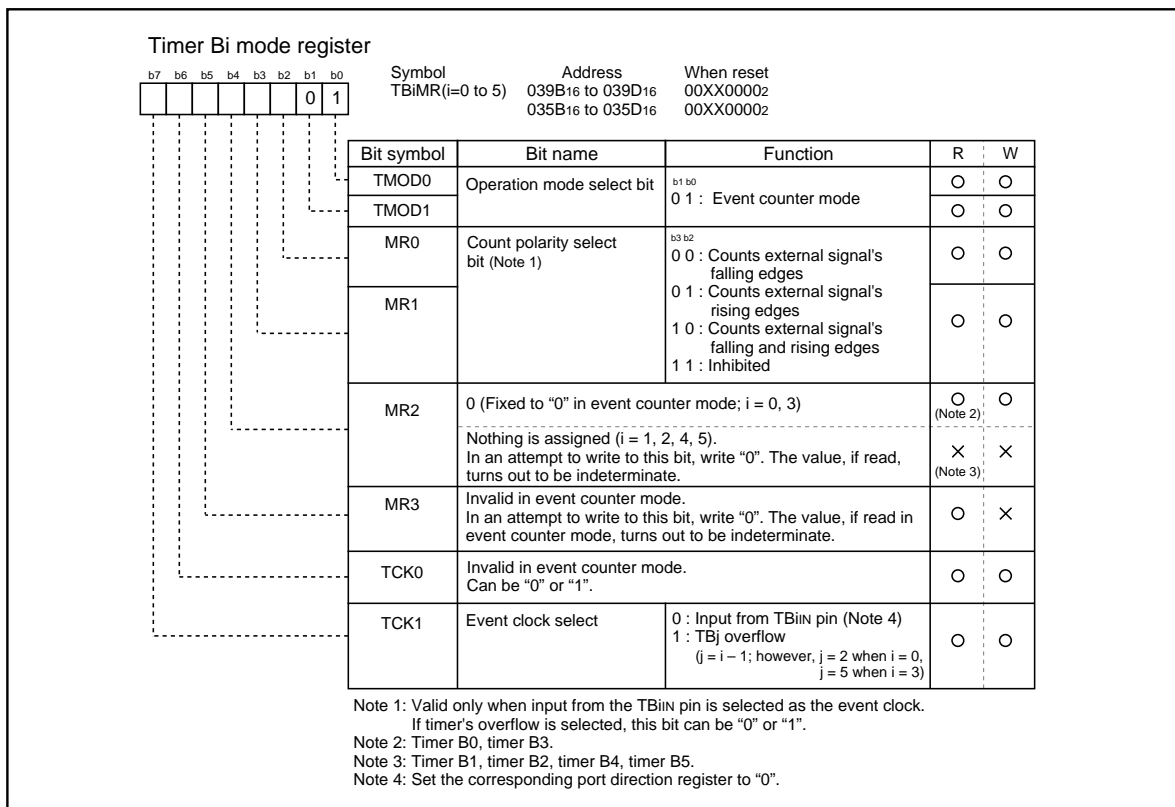 Timer Bi mode register
b7 b6 b5 b4 b3 b2 b1 b0
0 1
Symbol Address When reset
TBiMR(i=0 to 5) 039B16 to 039D16 00XX00002
035B16 to 035D16 00XX00002
Bit symbol Bit name Function R W
TMOD0 Operation mode select bit b1 b0
0 1 : Event counter mode
TMOD1
MR0 Count polarity select
bit (Note 1)
b3 b2
0 0 : Counts external signal's
falling edges
0 1 : Counts external signal's
rising edges
1 0 : Counts external signal's
falling and rising edges
1 1 : Inhibited
MR1
MR2 0 (Fixed to “0” in event counter mode; i = 0, 3)
(Note 2)
Nothing is assigned (i = 1, 2, 4, 5).
In an attempt to write to this bit, write “0”. The value, if read,
turns out to be indeterminate.
(Note 3)
MR3 Invalid in event counter mode.
In an attempt to write to this bit, write “0”. The value, if read in
event counter mode, turns out to be indeterminate.
TCK0 Invalid in event counter mode.
Can be “0” or “1”.
TCK1 Event clock select 0 : Input from TBiIN pin (Note 4)
1 : TBj overflow
(j = i – 1; however, j = 2 when i = 0,
j = 5 when i = 3)
Note 1: Valid only when input from the TBiIN pin is selected as the event clock.
If timer's overflow is selected, this bit can be “0” or “1”.
Note 2: Timer B0, timer B3.
Note 3: Timer B1, timer B2, timer B4, timer B5.
Note 4: Set the corresponding port direction register to “0”.